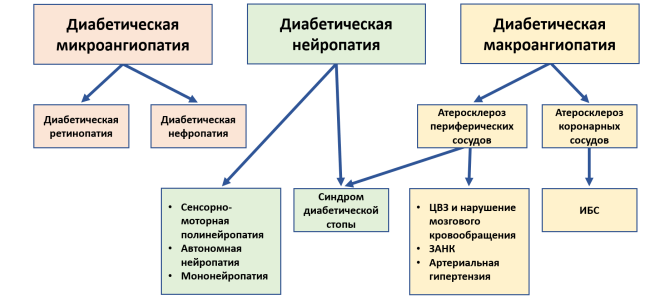 Диабетическая
микроангиопатия
Диабетическая
нейропатия
Диабетическая
макроангиопатия
Диабетическая
ретинопатия
Диабетическая
нефропатия
Атеросклероз
периферических
сосудов
Атеросклероз
коронарных
сосудов
• Сенсорно-
моторная
полинейропатия
• Автономная
нейропатия
• Мононейропатия
Синдром
диабетической
стопы
• ЦВЗ и нарушение
мозгового
кровообращения
• ЗАНК
• Артериальная
гипертензия
ИБС